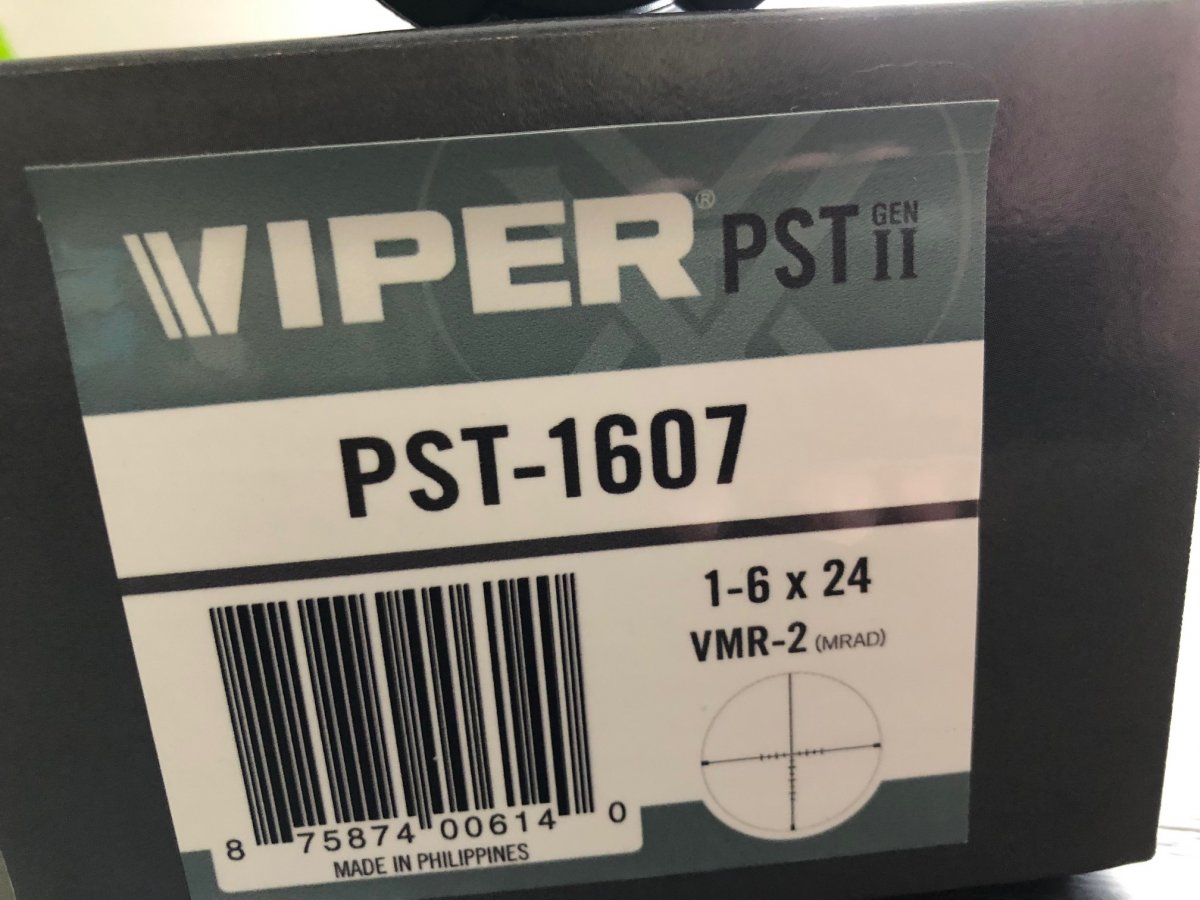 VIPER® PST GEN II
PST-1607
1-6 x 24
VMR-2 (MRAD)
8 75874 00614 0
MADE IN PHILIPPINES